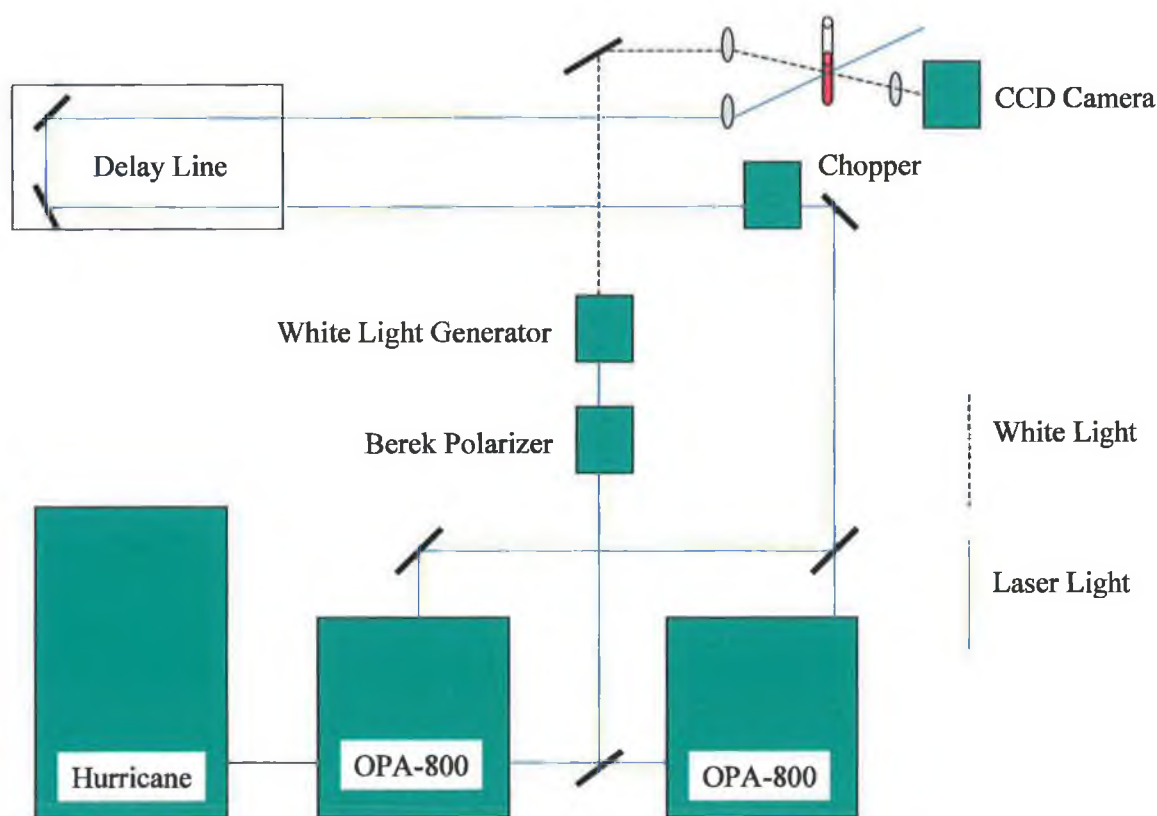 CCD Camera
Delay Line
Chopper
White Light Generator
Berek Polarizer
White Light
Laser Light
Hurricane
OPA-800
OPA-800